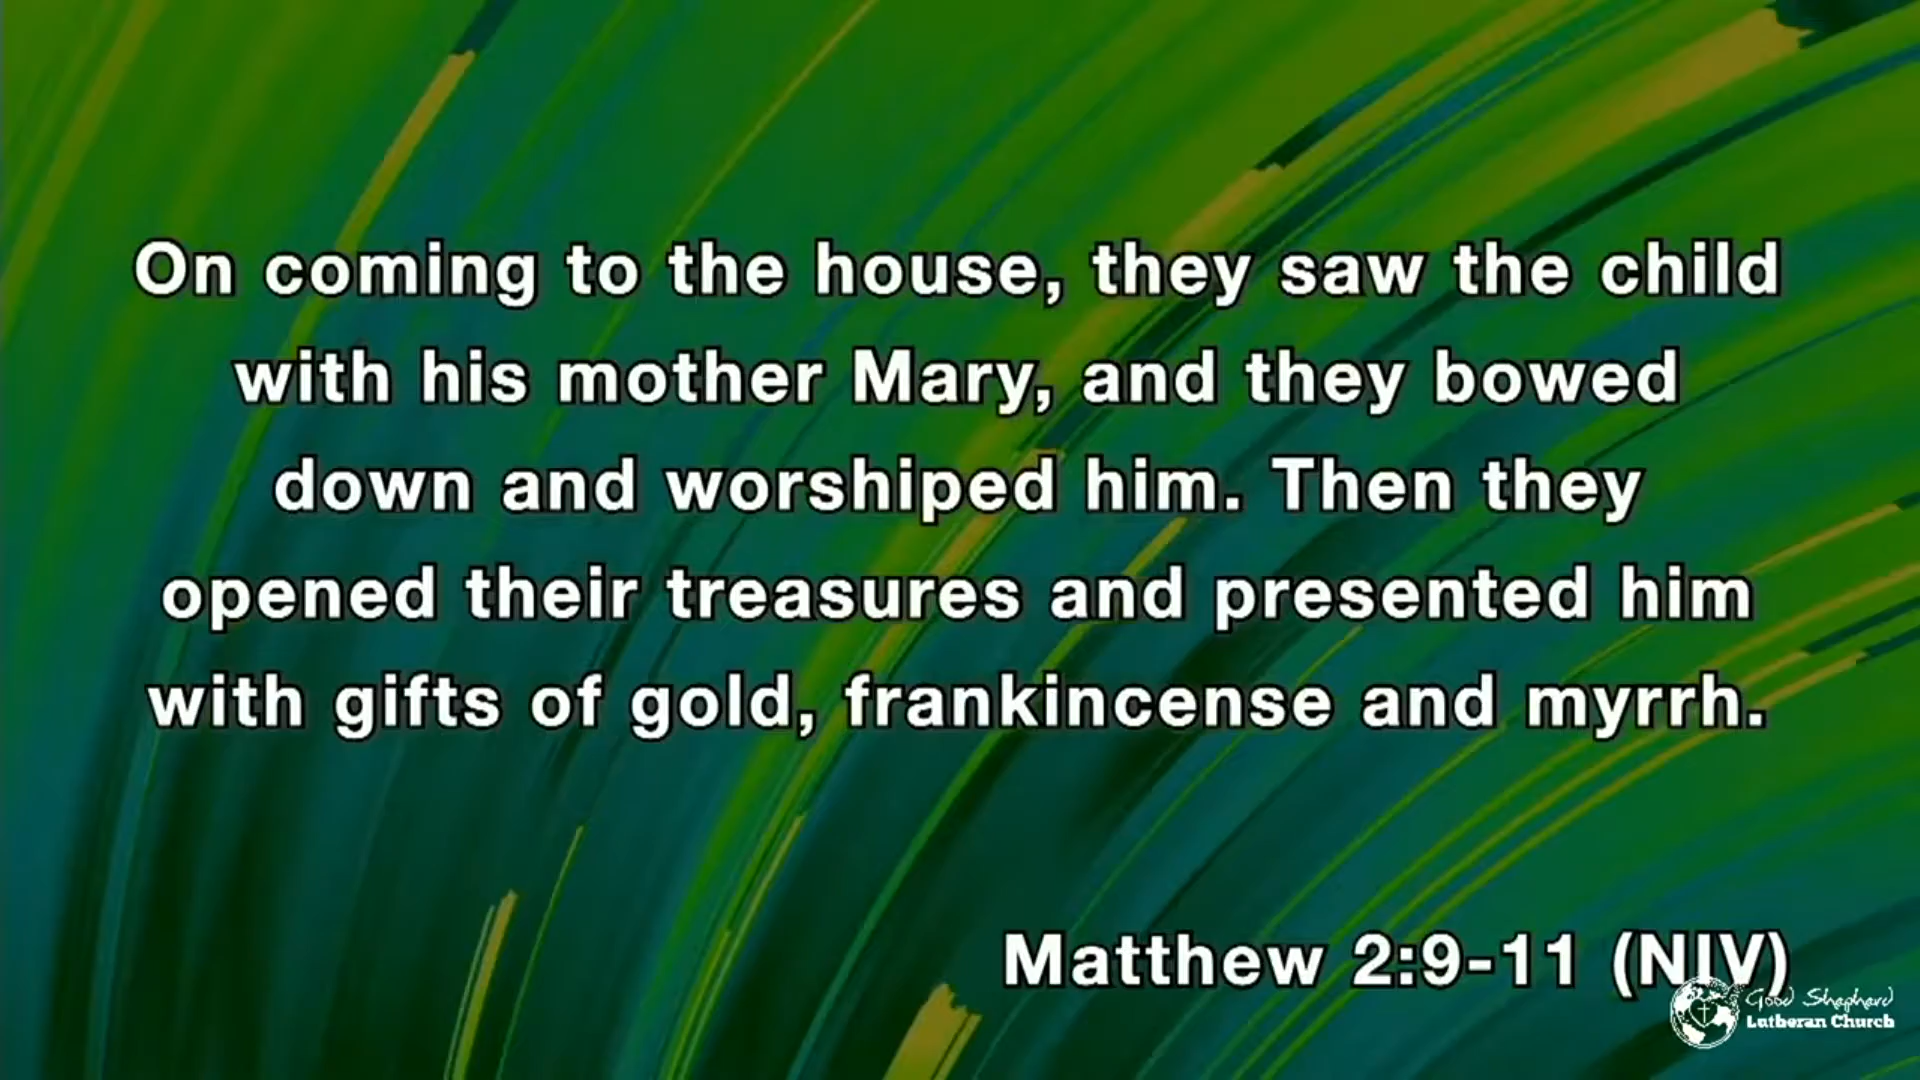 On coming to the house, they saw the child
with his mother Mary, and they bowed
down and worshiped him. Then they
opened their treasures and presented him
with gifts of gold, frankincense and myrrh.
Matthew 2:9-11 (NIV)
Good Shepherd
Lutheran Church